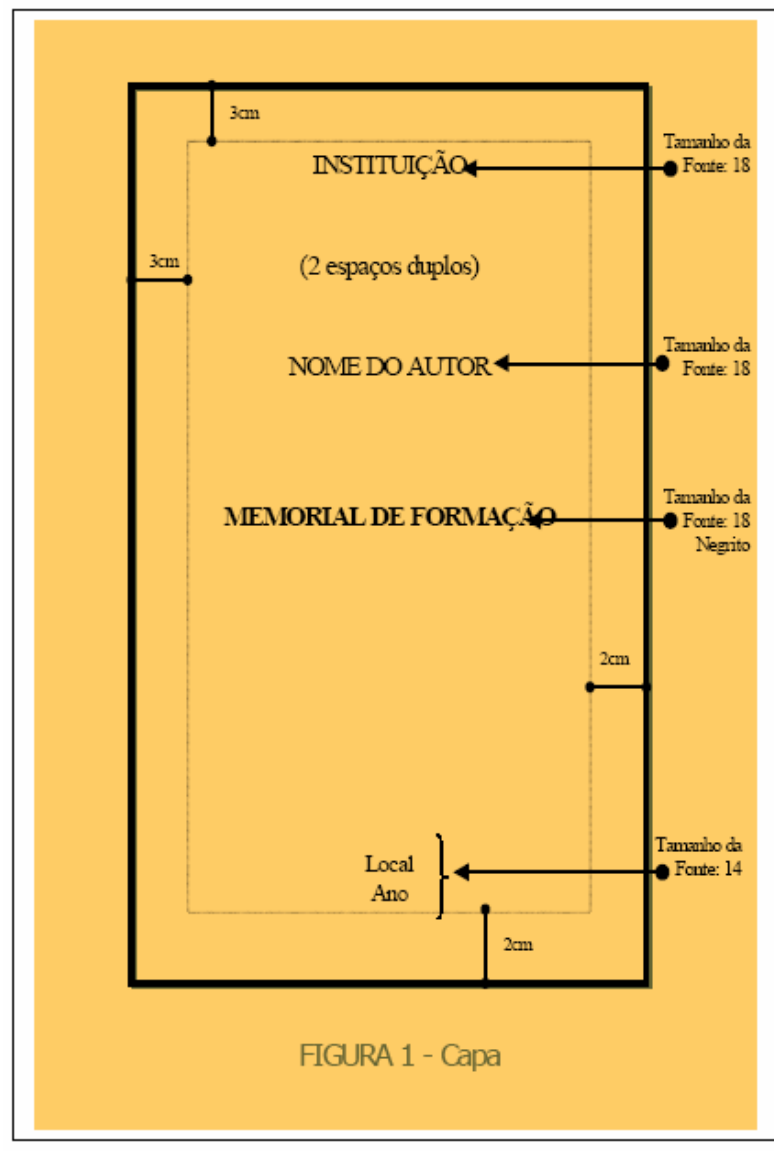 3cm
INSTITUIÇÃO
Tamanho da
Fonte: 18
3cm
(2 espaços duplos)
NOME DO AUTOR
Tamanho da
Fonte: 18
MEMORIAL DE FORMAÇÃO
Tamanho da
Fonte: 18
Negrito
2cm
Local
Ano
Tamanho da
Fonte: 14
2cm
FIGURA 1 - Capa